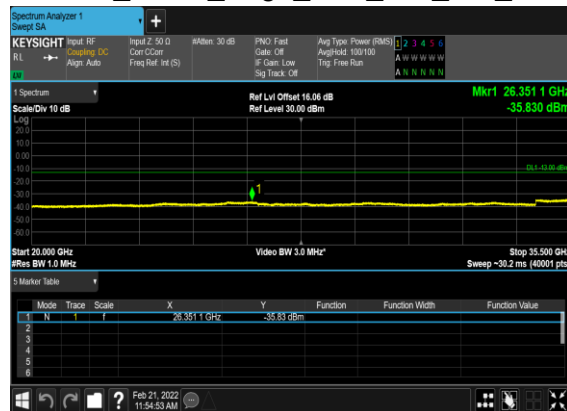 Spectrum Analyzer 1
Swept SA
KEYSIGHT Input: RF Input Z: 50 Ω #Atten: 30 dB PNO: Fast Avg Type: Power (RMS) 1 2 3 4 5 6
RL Coupling: DC Corr CCorr Gate: Off Avg|Hold: 100/100 A W W W W W
Align: Auto Freq Ref: Int (S) IF Gain: Low Trig: Free Run
Sig Track: Off A N N N N N
1 Spectrum Ref Lvl Offset 16.06 dB Mkr1 26.351 1 GHz
Scale/Div 10 dB Ref Level 30.00 dBm -35.830 dBm
Log
20.0
10.0
0.00
-10.0 DL1 -13.00 dBm
-20.0
-30.0 1
-40.0
-50.0
-60.0
Start 20.000 GHz Video BW 3.0 MHz* Stop 35.500 GHz
#Res BW 1.0 MHz Sweep ~30.2 ms (40001 pts)
5 Marker Table
Mode Trace Scale X Y Function Function Width Function Value
1 N 1 f 26.351 1 GHz -35.83 dBm
2
3
4
5
6
? Feb 21, 2022
11:54:53 AM